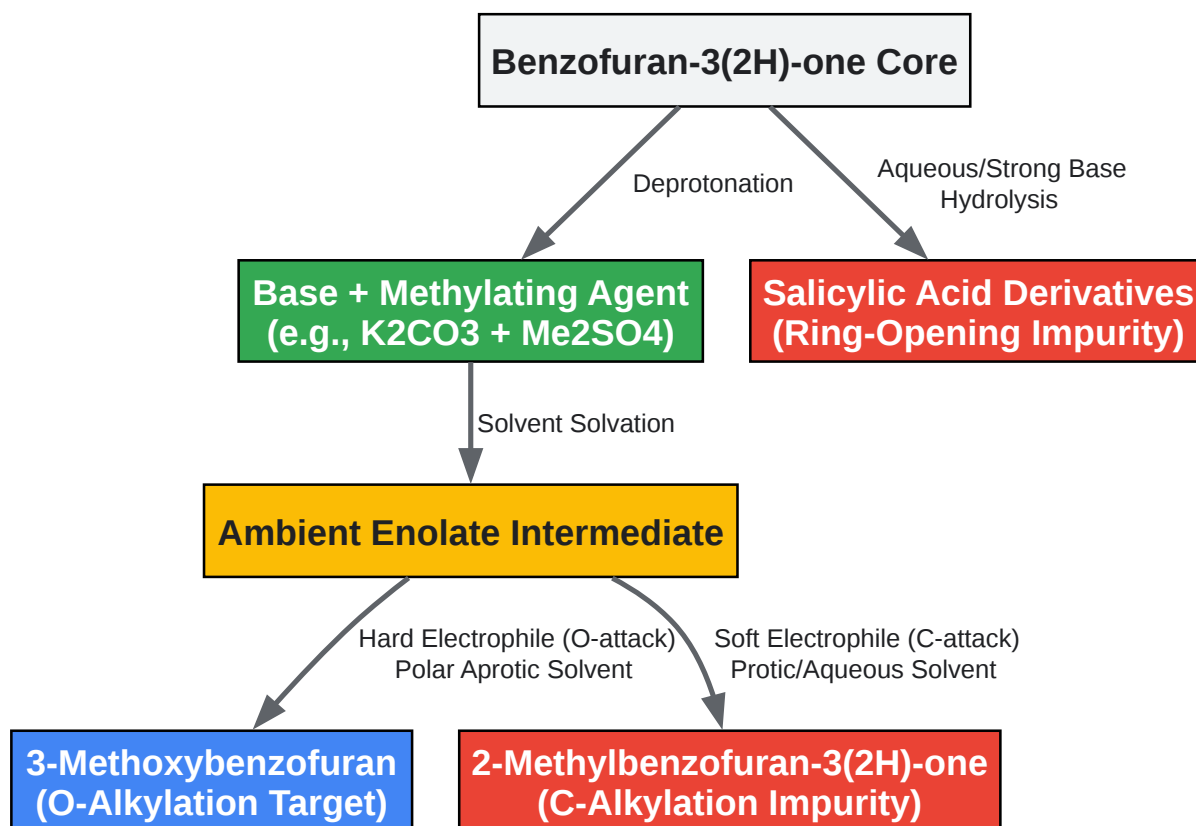 Benzofuran-3(2H)-one Core
Deprotonation
Aqueous/Strong Base
Hydrolysis
Base + Methylating Agent
(e.g., K2CO3 + Me2SO4)
Salicylic Acid Derivatives
(Ring-Opening Impurity)
Solvent Solvation
Ambient Enolate Intermediate
Hard Electrophile (O-attack)
Polar Aprotic Solvent
Soft Electrophile (C-attack)
Protic/Aqueous Solvent
3-Methoxybenzofuran
(O-Alkylation Target)
2-Methylbenzofuran-3(2H)-one
(C-Alkylation Impurity)